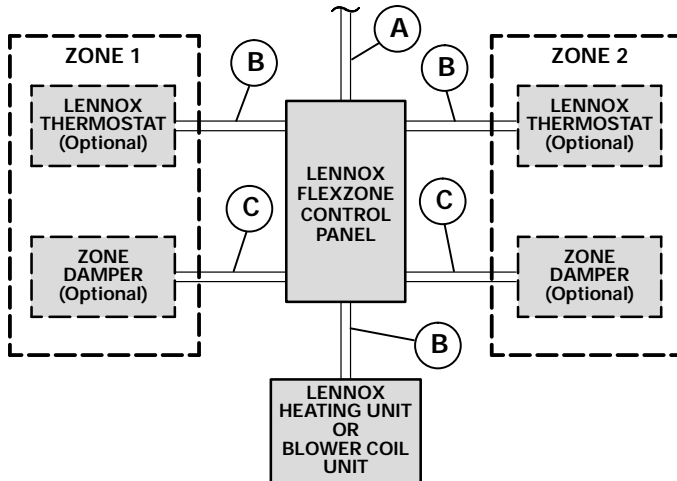 A
ZONE 1
B
B
ZONE 2
LENNOX
THERMOSTAT
(Optional)
LENNOX
THERMOSTAT
(Optional)
LENNOX
FLEXZONE
CONTROL
PANEL
C
C
ZONE
DAMPER
(Optional)
ZONE
DAMPER
(Optional)
B
LENNOX
HEATING UNIT
OR
BLOWER COIL
UNIT